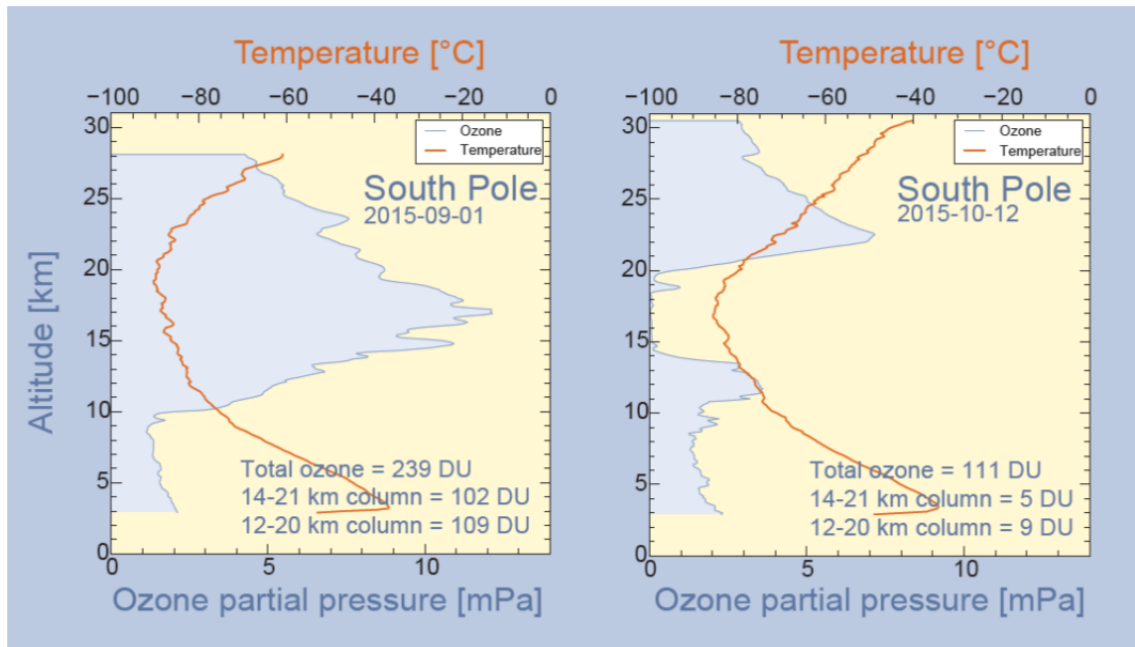 Temperature [°C]
−100 −80 −60 −40 −20 0
30
25
20
15
10
5
0
Ozone
Temperature
South Pole
2015-09-01
Total ozone = 239 DU
14-21 km column = 102 DU
12-20 km column = 109 DU
0 5 10
Ozone partial pressure [mPa]
Altitude [km]
Temperature [°C]
−100 −80 −60 −40 −20 0
30
25
20
15
10
5
0
Ozone
Temperature
South Pole
2015-10-12
Total ozone = 111 DU
14-21 km column = 5 DU
12-20 km column = 9 DU
0 5 10
Ozone partial pressure [mPa]